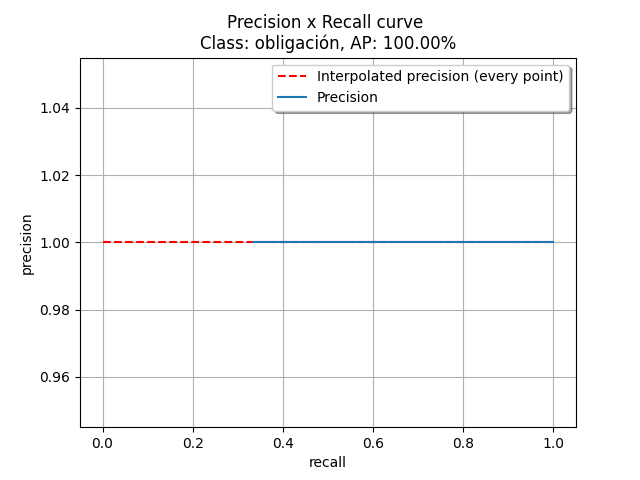 Precision x Recall curve
Class: obligación, AP: 100.00%
Interpolated precision (every point)
Precision
1.04
1.02
1.00
0.98
0.96
precision
0.0 0.2 0.4 0.6 0.8 1.0
recall